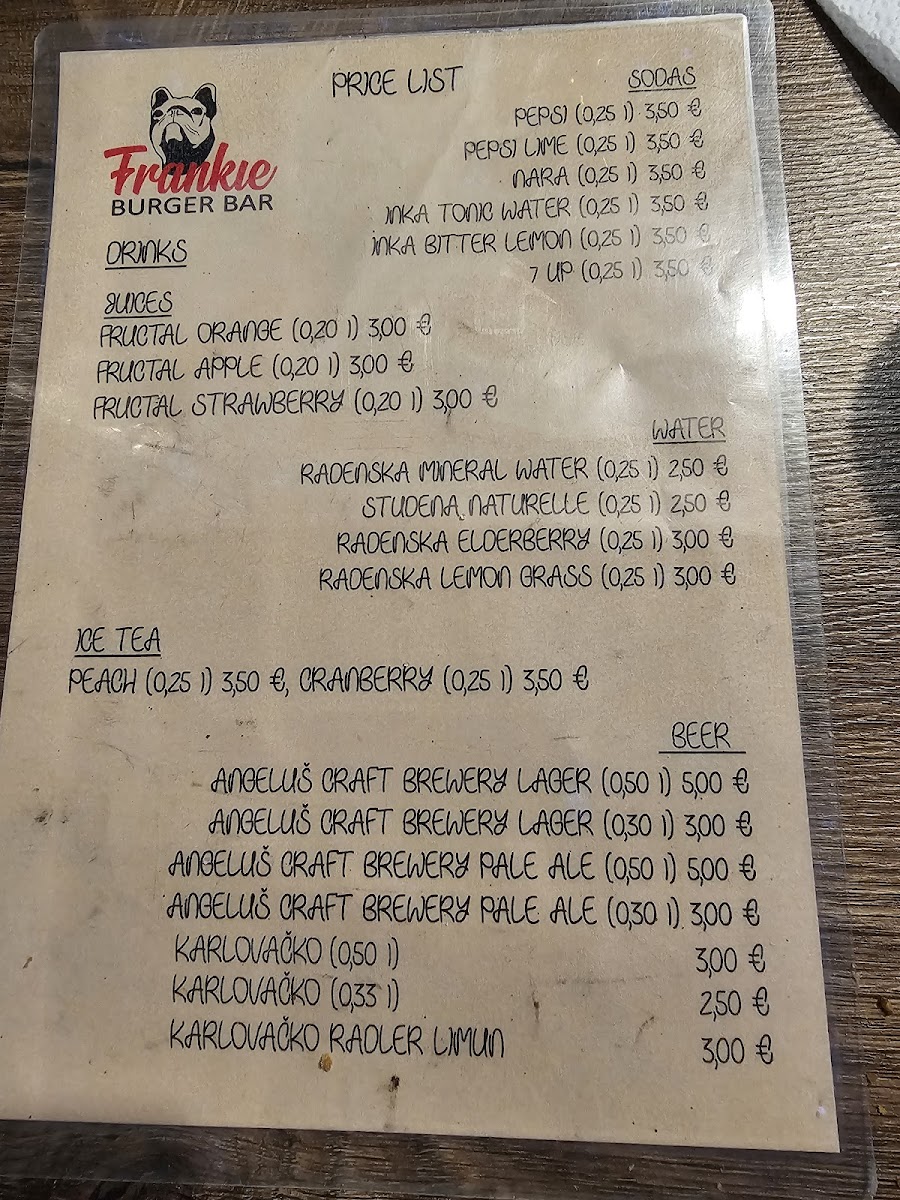 PRICE LIST
Frankie
BURGER BAR
SODAS
PEPSI (0,25 l) 3,50 €
PEPSI LIME (0,25 l) 3,50 €
NARA (0,25 l) 3,50 €
INKA TONIC WATER (0,25 l) 3,50 €
INKA BITTER LEMON (0,25 l) 3,50 €
7 UP (0,25 l) 3,50 €
DRINKS
JUICES
FRUCTAL ORANGE (0,20 l) 3,00 €
FRUCTAL APPLE (0,20 l) 3,00 €
FRUCTAL STRAWBERRY (0,20 l) 3,00 €
WATER
RADENSKA MINERAL WATER (0,25 l) 2,50 €
STUDENA NATURELLE (0,25 l) 2,50 €
RADENSKA ELDERBERRY (0,25 l) 3,00 €
RADENSKA LEMON GRASS (0,25 l) 3,00 €
ICE TEA
PEACH (0,25 l) 3,50 €, CRANBERRY (0,25 l) 3,50 €
BEER
ANGELUŠ CRAFT BREWERY LAGER (0,50 l) 5,00 €
ANGELUŠ CRAFT BREWERY LAGER (0,30 l) 3,00 €
ANGELUŠ CRAFT BREWERY PALE ALE (0,50 l) 5,00 €
ANGELUŠ CRAFT BREWERY PALE ALE (0,30 l) 3,00 €
KARLOVAČKO (0,50 l) 3,00 €
KARLOVAČKO (0,33 l) 2,50 €
KARLOVAČKO RADLER LIMUN 3,00 €